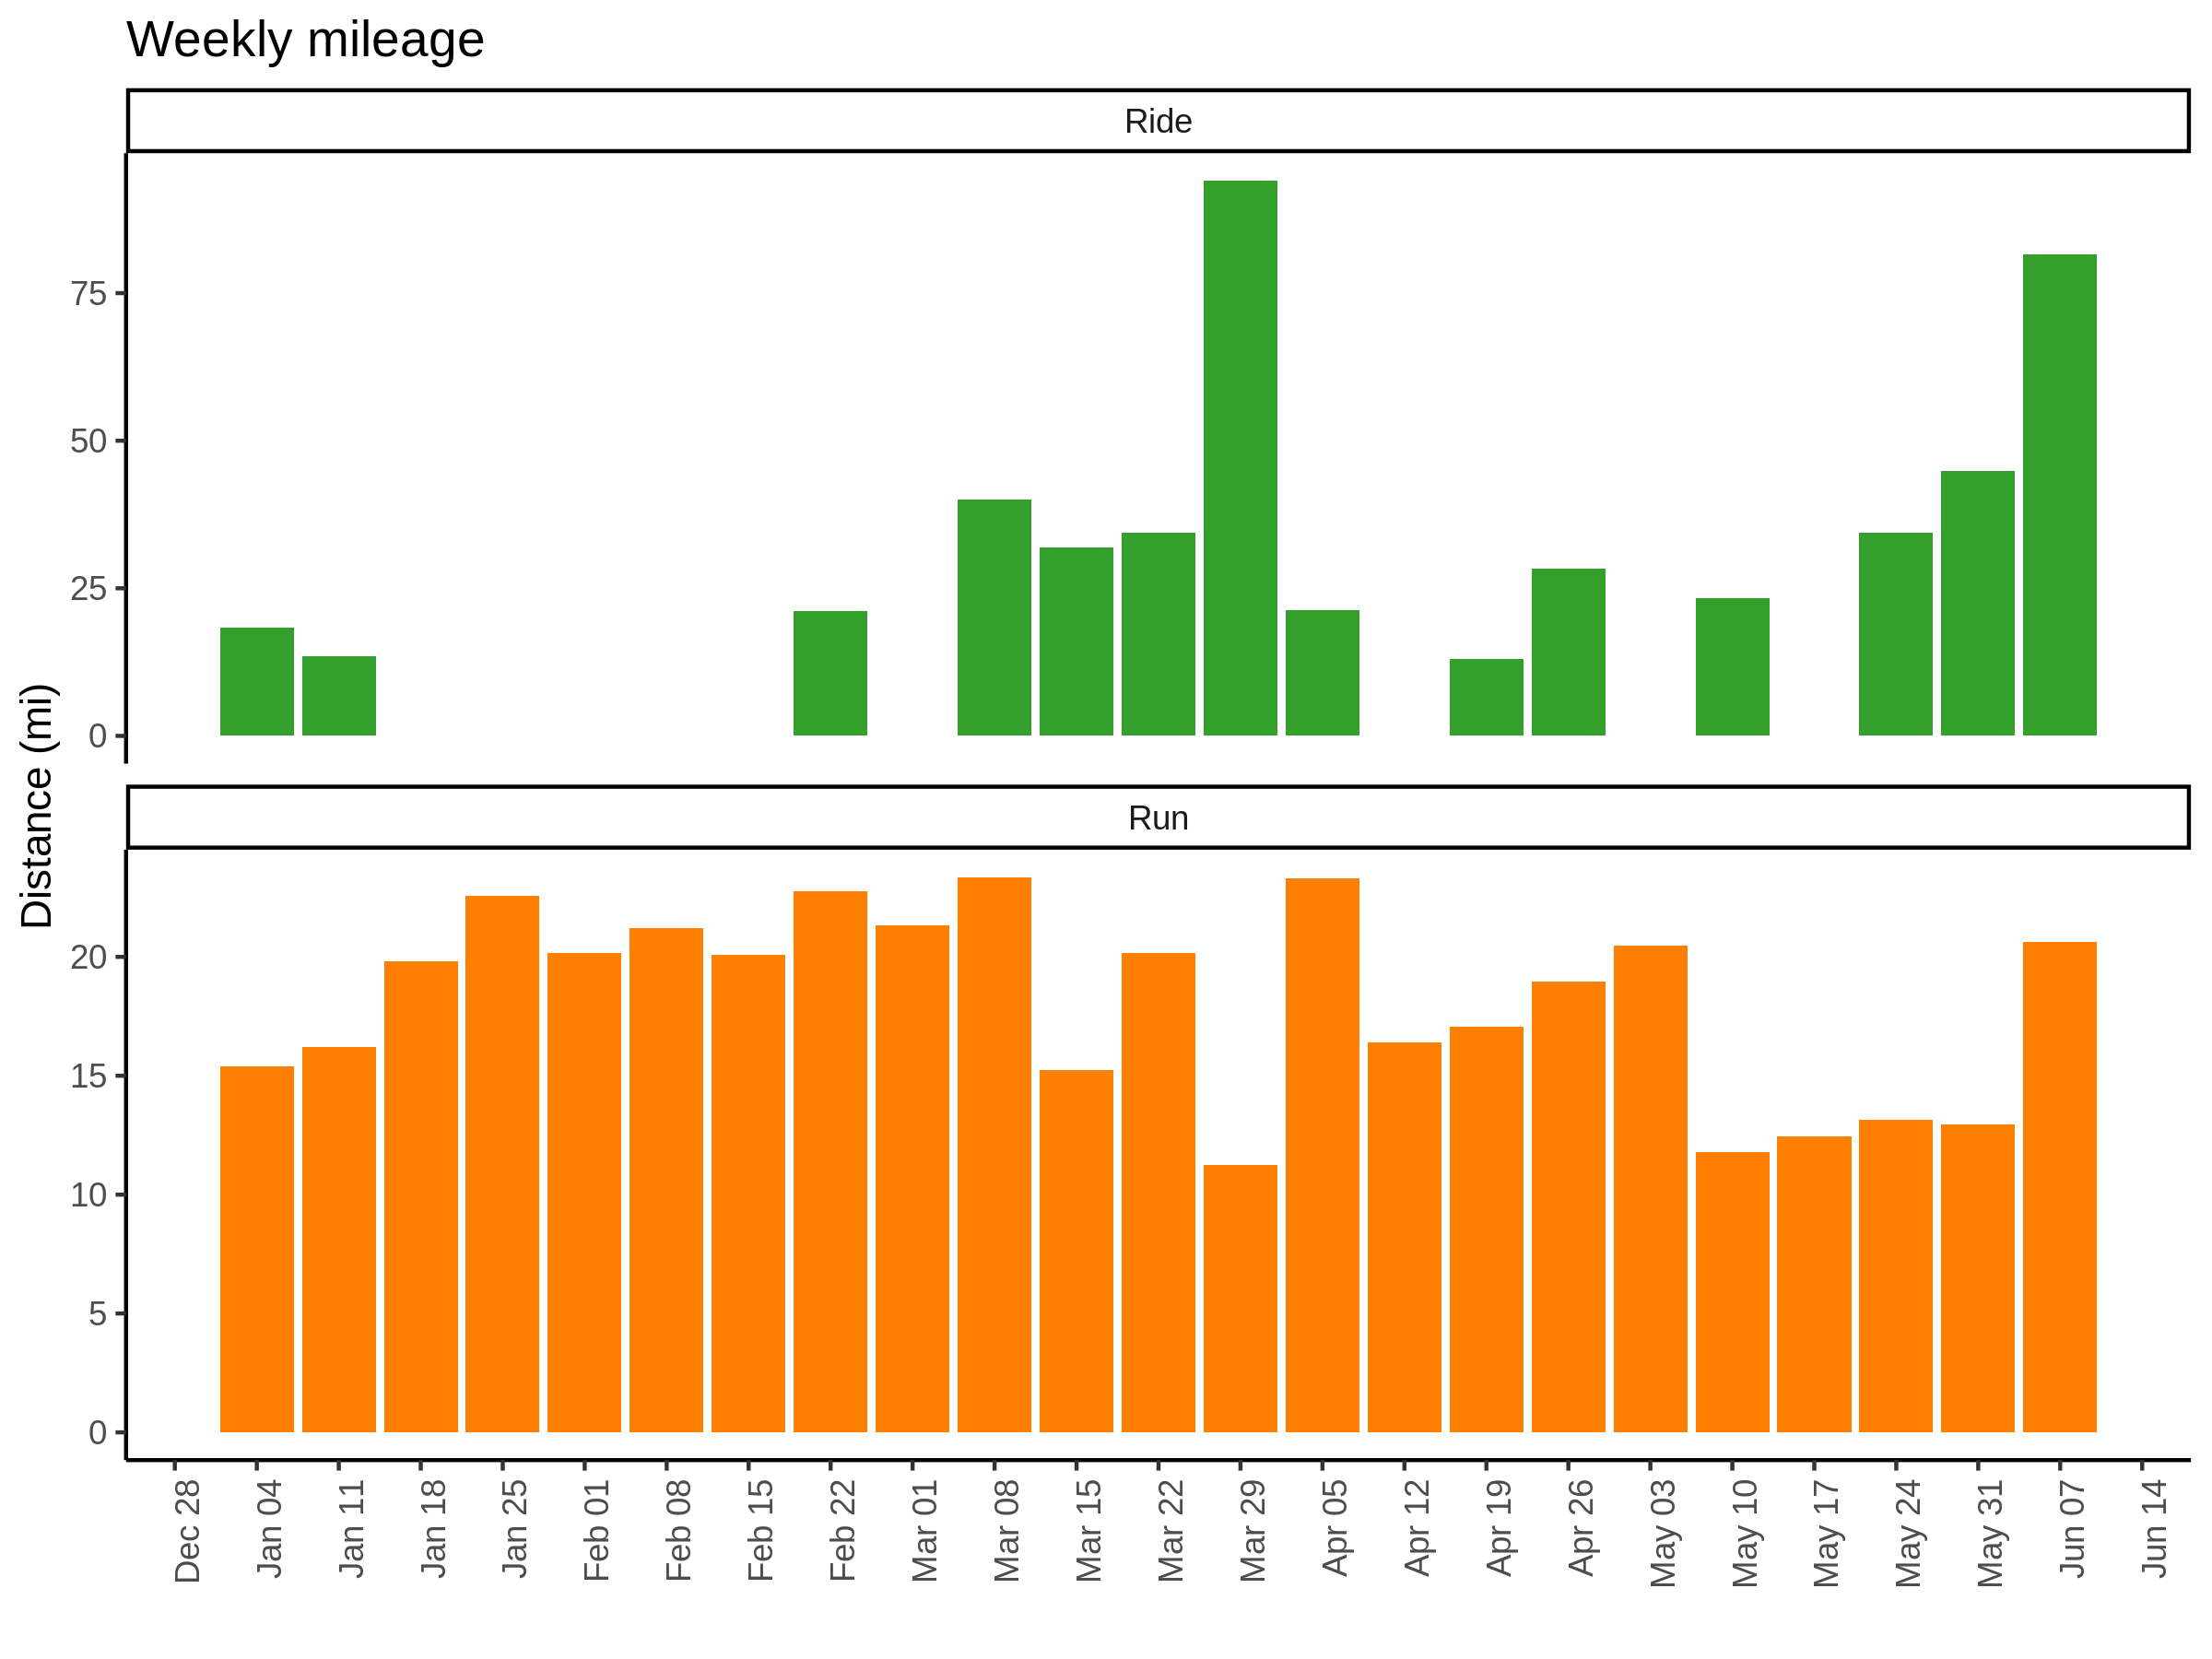 Weekly mileage
Ride
75
50
25
0
Distance (mi)
Run
20
15
10
5
0
Dec 28
Jan 04
Jan 11
Jan 18
Jan 25
Feb 01
Feb 08
Feb 15
Feb 22
Mar 01
Mar 08
Mar 15
Mar 22
Mar 29
Apr 05
Apr 12
Apr 19
Apr 26
May 03
May 10
May 17
May 24
May 31
Jun 07
Jun 14